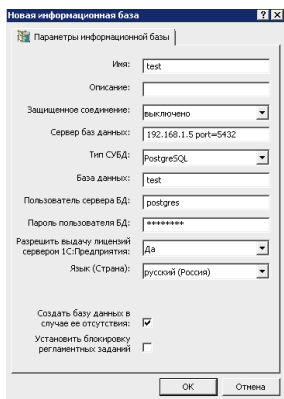 Новая информационная база
Параметры информационной базы
Имя: test
Описание:
Защищенное соединение: выключено
Сервер баз данных: 192.168.1.5 port=5432
Тип СУБД: PostgreSQL
База данных: test
Пользователь сервера БД: postgres
Пароль пользователя БД: ********
Разрешить выдачу лицензий
сервером 1С:Предприятия: Да
Язык (Страна): русский (Россия)
Создать базу данных в
случае ее отсутствия:
Установить блокировку
регламентных заданий
ОК Отмена